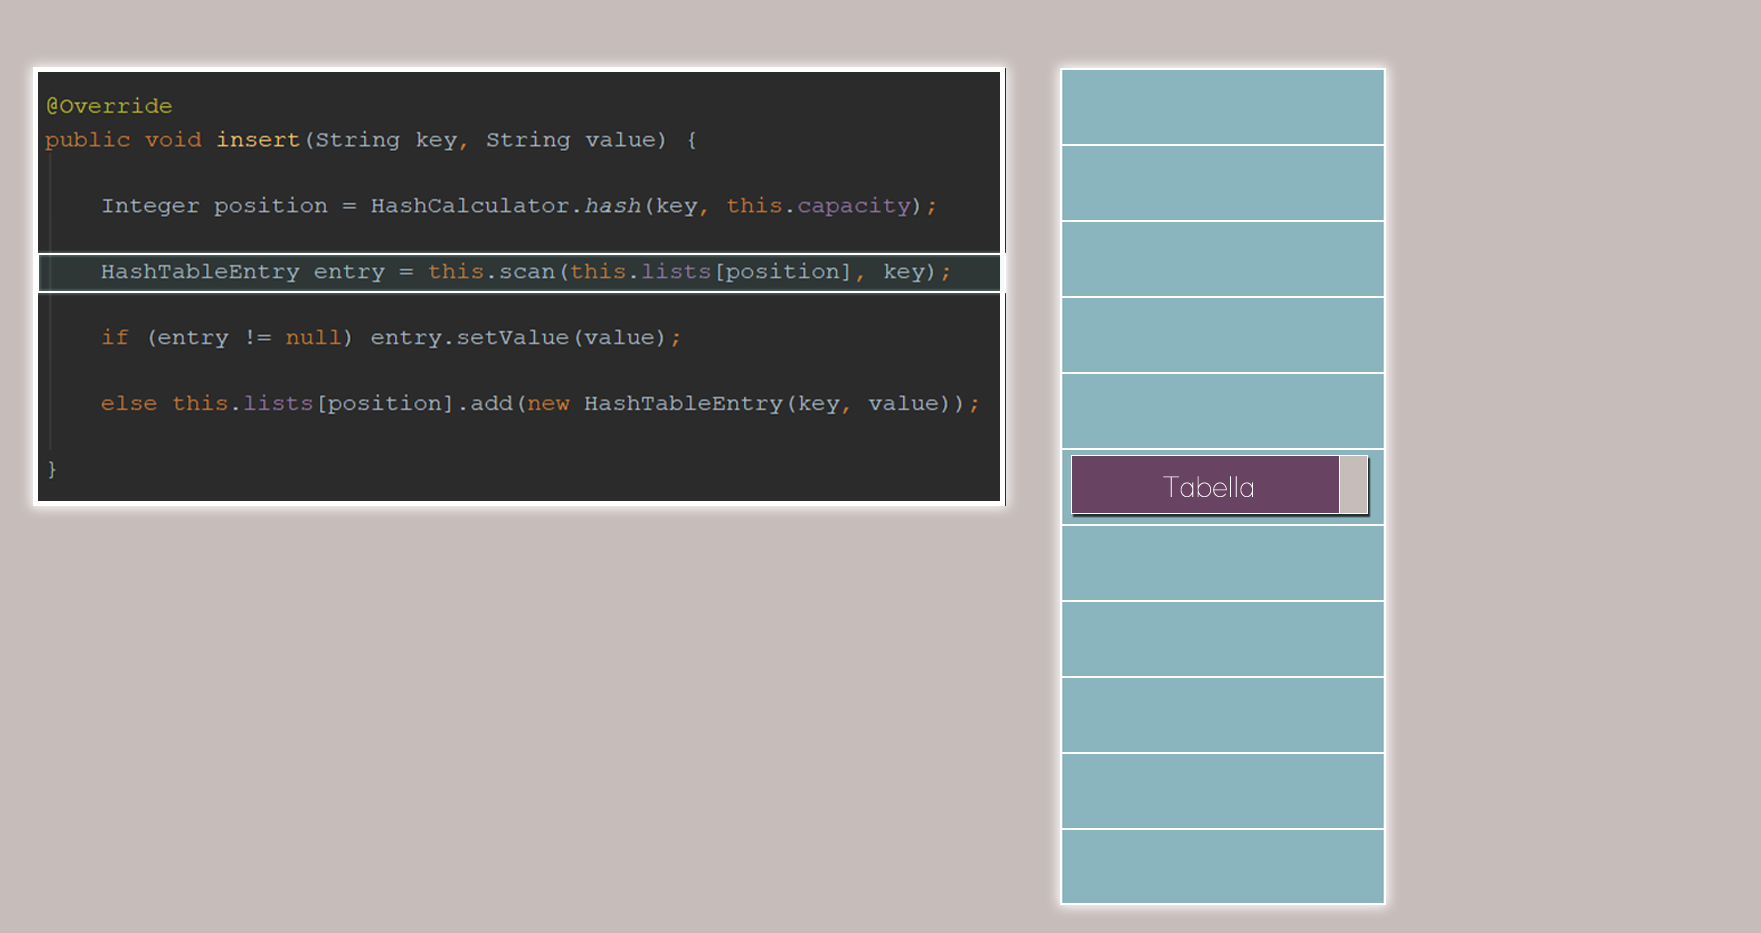 @Override
public void insert(String key, String value) {
Integer position = HashCalculator.hash(key, this.capacity);
HashTableEntry entry = this.scan(this.lists[position], key);
if (entry != null) entry.setValue(value);
else this.lists[position].add(new HashTableEntry(key, value));
}
Tabella